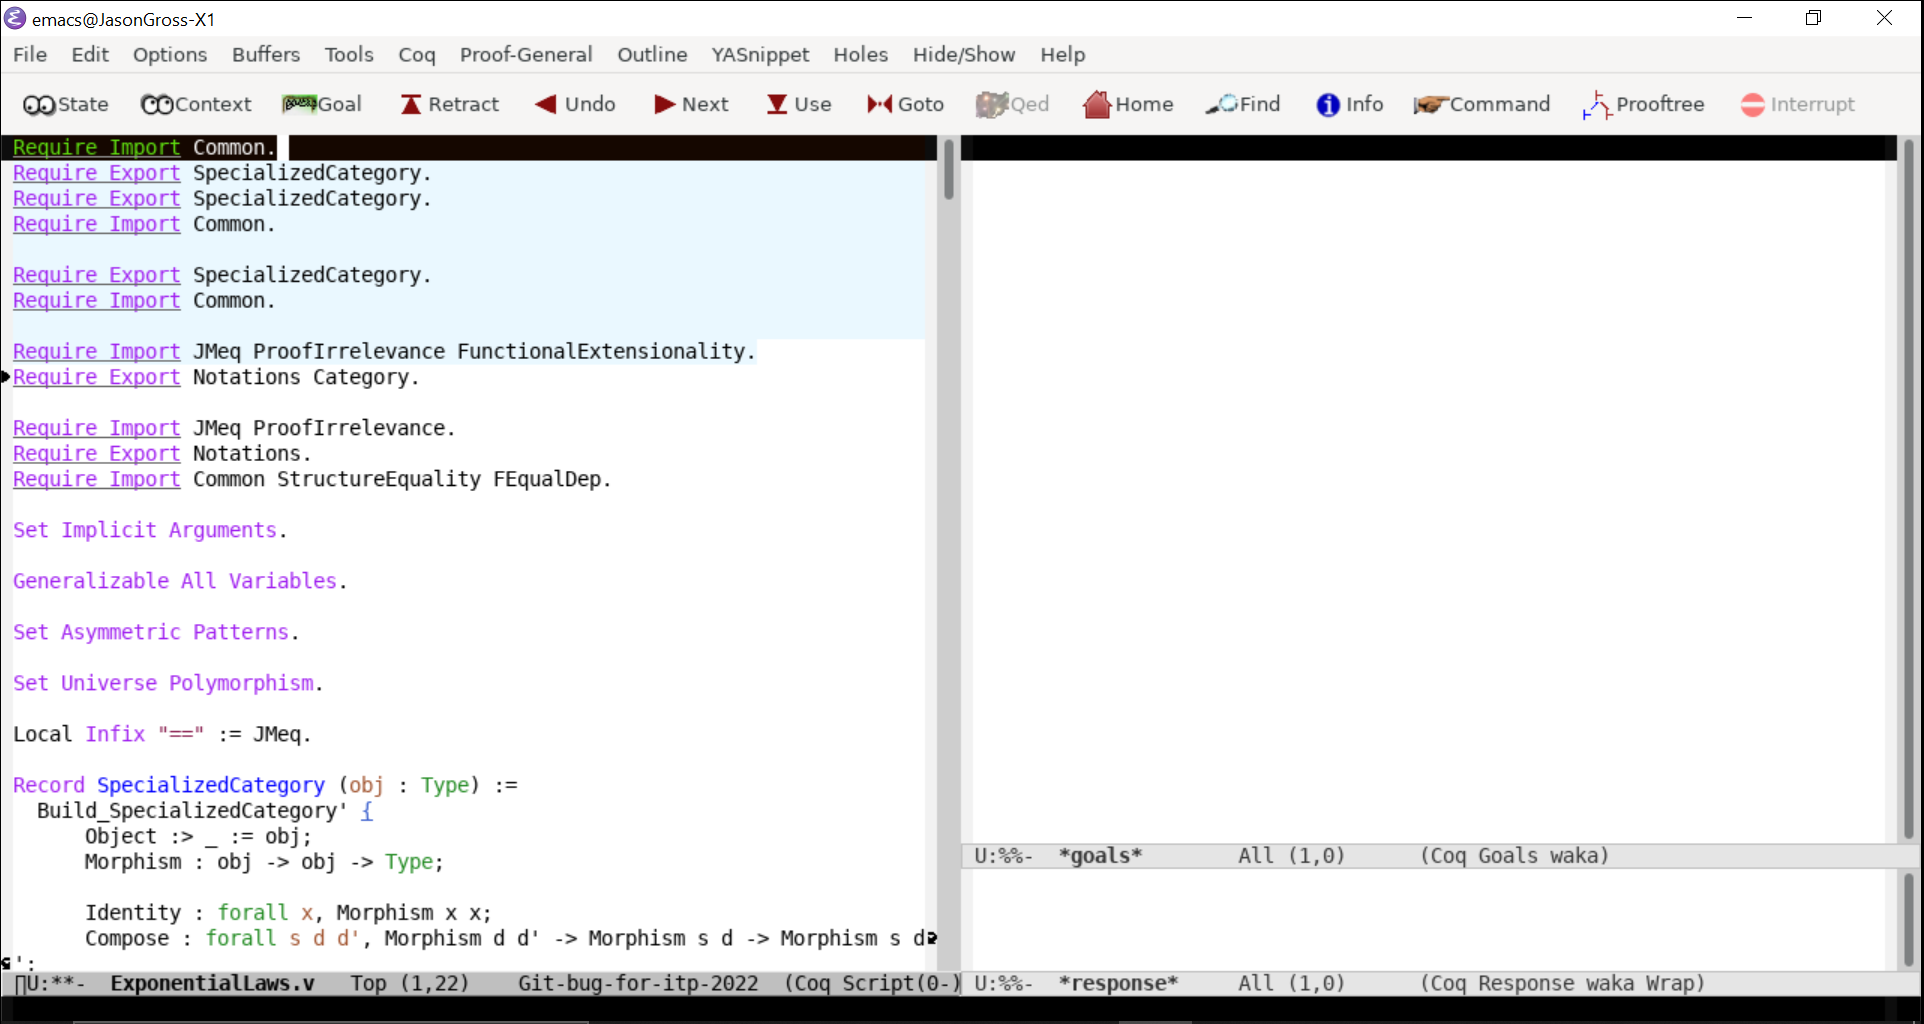 emacs@JasonGross-X1
File Edit Options Buffers Tools Coq Proof-General Outline YASnippet Holes Hide/Show Help
State Context Goal Retract Undo Next Use Goto Qed Home Find Info Command Prooftree Interrupt
Require Import Common.
Require Export SpecializedCategory.
Require Export SpecializedCategory.
Require Import Common.
Require Export SpecializedCategory.
Require Import Common.
Require Import JMeq ProofIrrelevance FunctionalExtensionality.
Require Export Notations Category.
Require Import JMeq ProofIrrelevance.
Require Export Notations.
Require Import Common StructureEquality FEqualDep.
Set Implicit Arguments.
Generalizable All Variables.
Set Asymmetric Patterns.
Set Universe Polymorphism.
Local Infix "==" := JMeq.
Record SpecializedCategory (obj : Type) :=
Build_SpecializedCategory' {
Object :> _ := obj;
Morphism : obj -> obj -> Type;
Identity : forall x, Morphism x x;
Compose : forall s d d', Morphism d d' -> Morphism s d -> Morphism s d
';
U:**- ExponentialLaws.v Top (1,22) Git-bug-for-itp-2022 (Coq Script(0-)
U:%%- *goals* All (1,0) (Coq Goals waka)
U:%%- *response* All (1,0) (Coq Response waka Wrap)